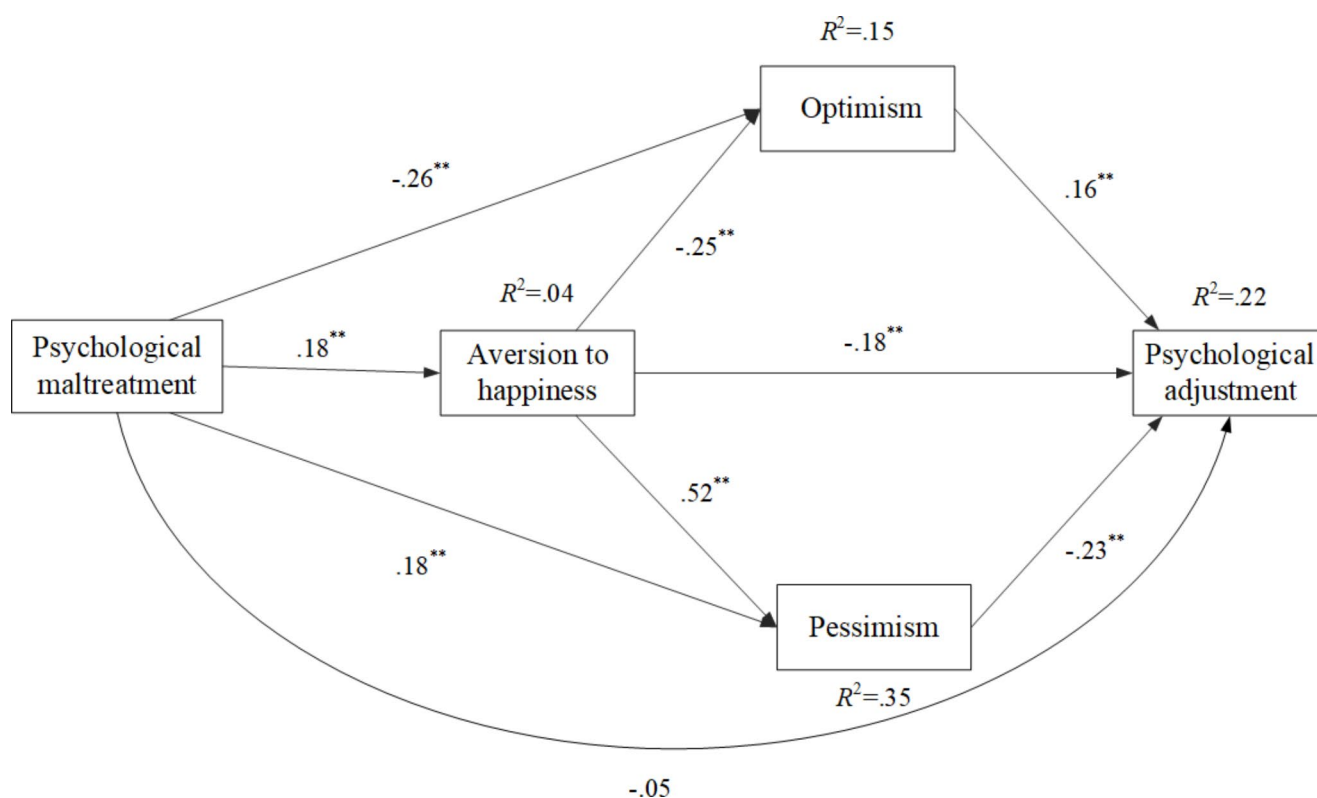 R²=.15
Optimism
-.26**
.16**
-.25**
R²=.04
R²=.22
Psychological
maltreatment
.18**
Aversion to
happiness
-.18**
Psychological
adjustment
.52**
.18**
-.23**
Pessimism
R²=.35
-.05